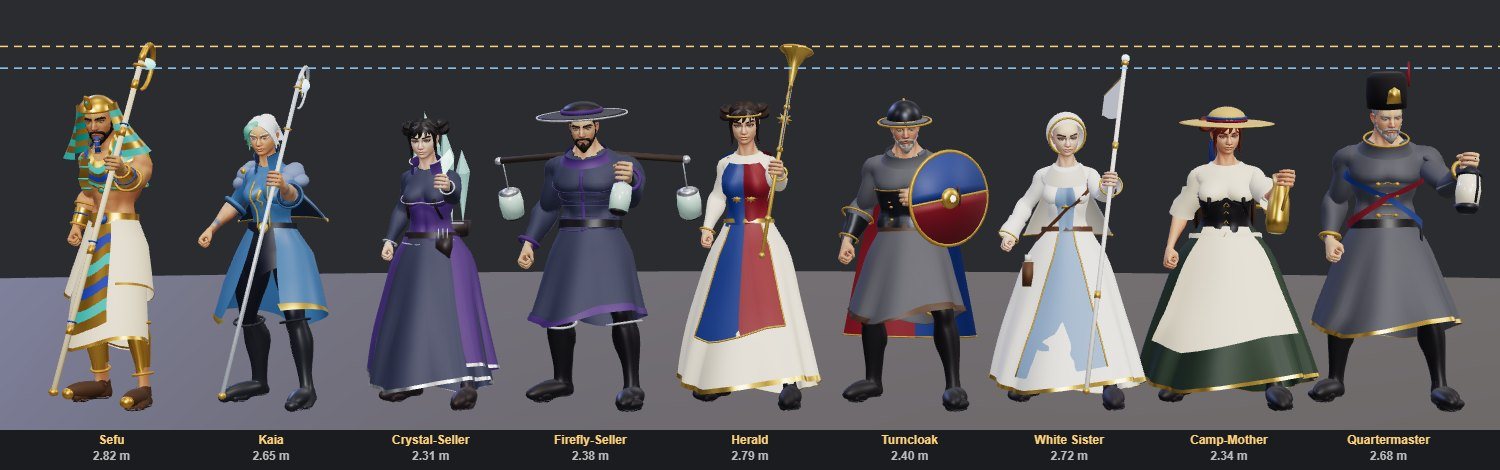 Sefu
2.82 m
Kaia
2.65 m
Crystal-Seller
2.31 m
Firefly-Seller
2.38 m
Herald
2.79 m
Turncloak
2.40 m
White Sister
2.72 m
Camp-Mother
2.34 m
Quartermaster
2.68 m